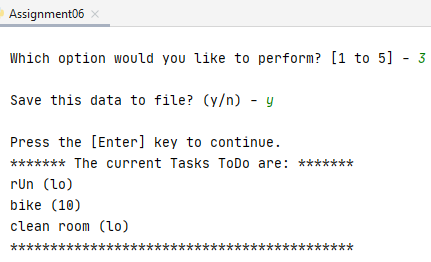 Assignment06
Which option would you like to perform? [1 to 5] - 3
Save this data to file? (y/n) - y
Press the [Enter] key to continue.
******* The current Tasks ToDo are: *******
rUn (lo)
bike (10)
clean room (lo)
*******************************************